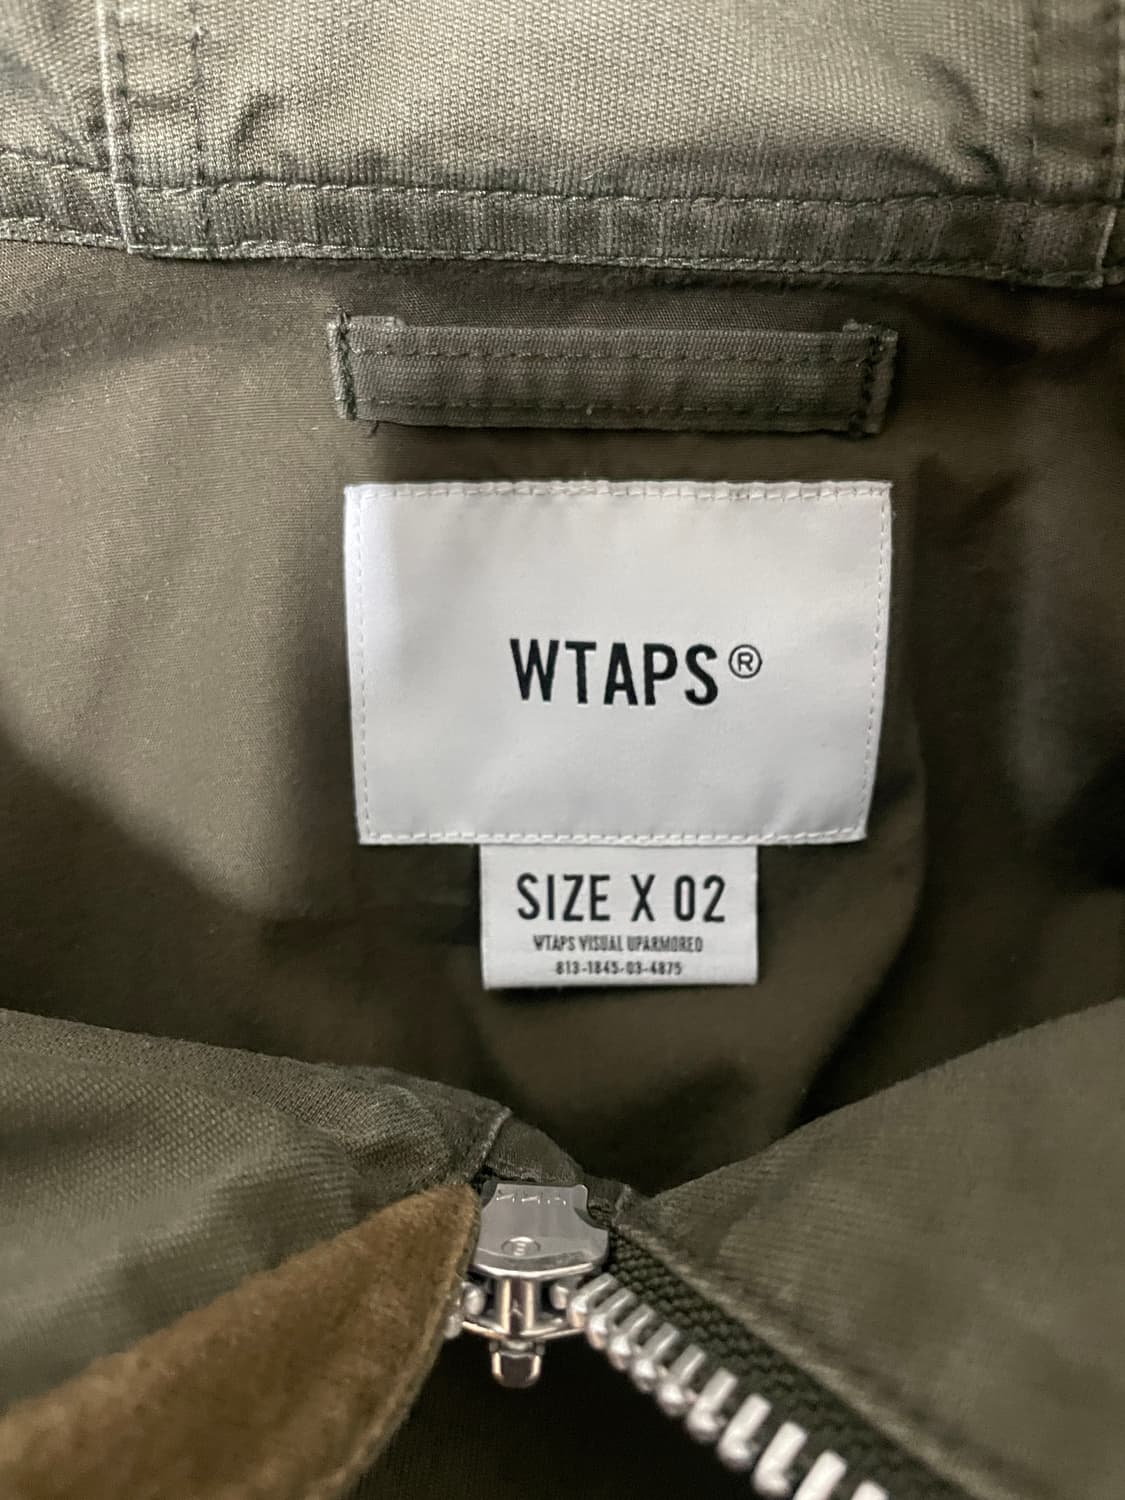 WTAPS®
SIZE X 02
WTAPS VISUAL UPARMORED
813-1845-03-4875